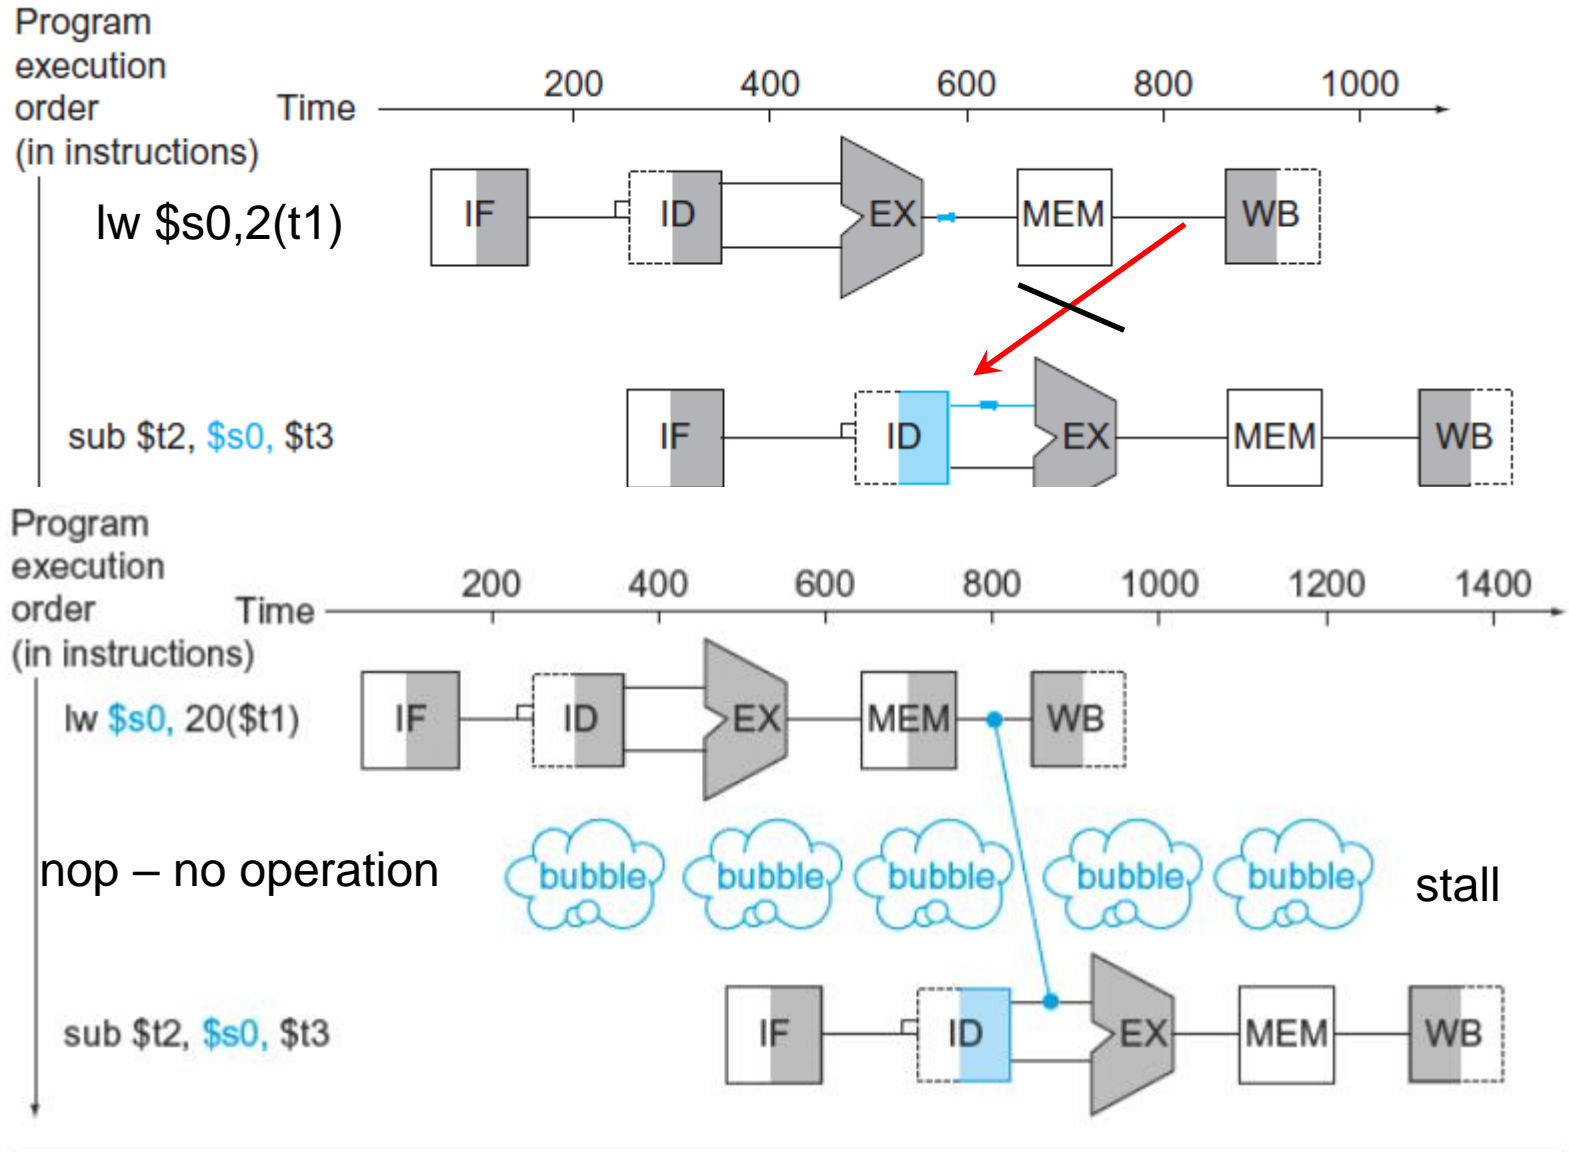 Program
execution
order
(in instructions)
Time
200 400 600 800 1000
lw $s0,2(t1)
IF ID EX MEM WB
sub $t2, $s0, $t3
IF ID EX MEM WB
Program
execution
order
(in instructions)
Time
200 400 600 800 1000 1200 1400
lw $s0, 20($t1)
IF ID EX MEM WB
nop – no operation
bubble bubble bubble bubble bubble
stall
sub $t2, $s0, $t3
IF ID EX MEM WB